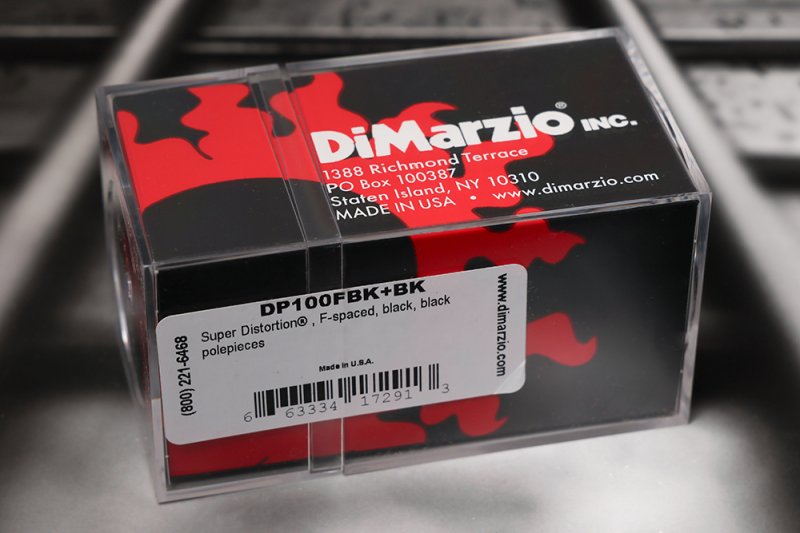 DiMarzio® INC.
1388 Richmond Terrace
PO Box 100387
Staten Island, NY 10310
MADE IN USA • www.dimarzio.com
DP100FBK+BK
Super Distortion® , F-spaced, black, black
polepieces
Made in U.S.A.
6 63334 17291 3
(800) 221-6468
www.dimarzio.com